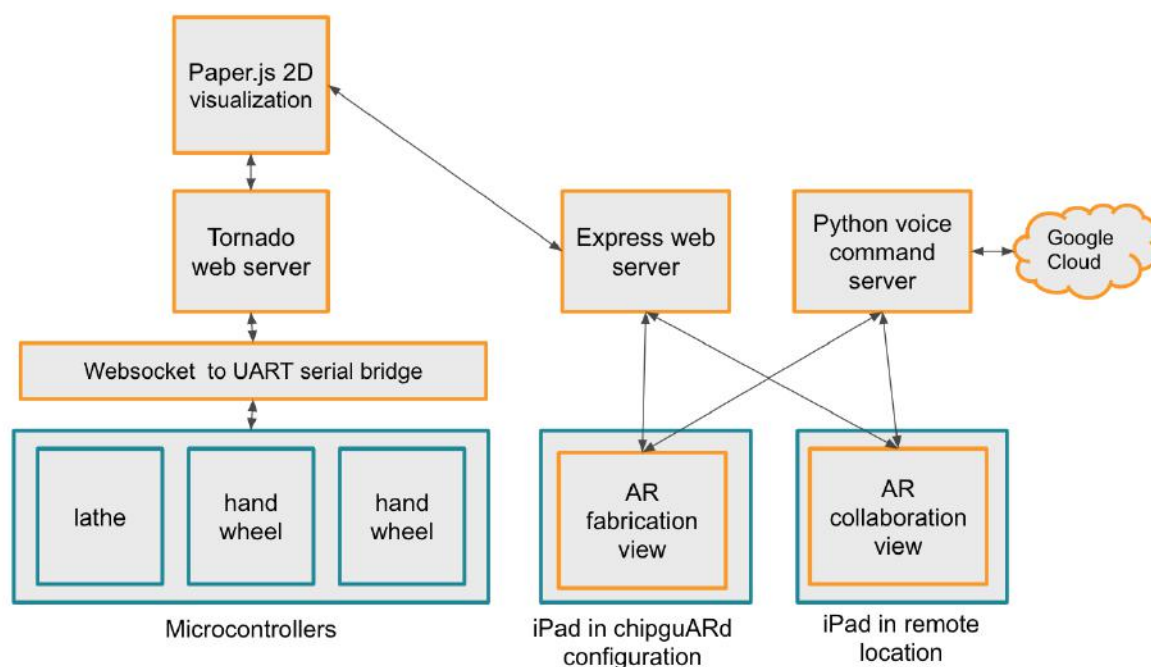 Paper.js 2D
visualization
Tornado
web server
Express web
server
Python voice
command
server
Google
Cloud
Websocket to UART serial bridge
lathe
hand
wheel
hand
wheel
AR
fabrication
view
AR
collaboration
view
Microcontrollers
iPad in chipguARd
configuration
iPad in remote
location